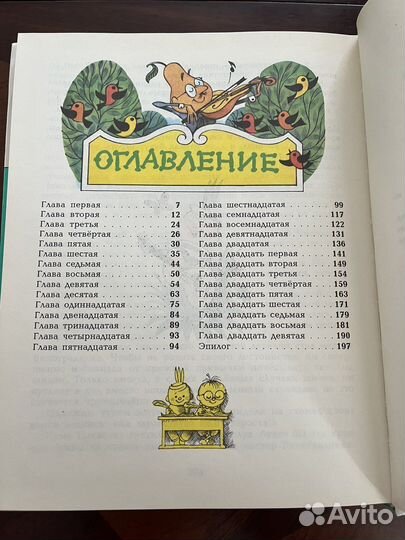 ОГЛАВЛЕНИЕ
Глава первая . . . . . . . . . . . 7
Глава вторая . . . . . . . . . . . 12
Глава третья . . . . . . . . . . . 24
Глава четвёртая . . . . . . . . . 26
Глава пятая . . . . . . . . . . . 30
Глава шестая . . . . . . . . . . . 35
Глава седьмая . . . . . . . . . . 44
Глава восьмая . . . . . . . . . . 50
Глава девятая . . . . . . . . . . 54
Глава десятая . . . . . . . . . . 63
Глава одиннадцатая . . . . . . . 75
Глава двенадцатая . . . . . . . . 84
Глава тринадцатая . . . . . . . . 89
Глава четырнадцатая . . . . . . . 93
Глава пятнадцатая . . . . . . . . 94
Глава шестнадцатая . . . . . . . 99
Глава семнадцатая . . . . . . . . 117
Глава восемнадцатая . . . . . . . 122
Глава девятнадцатая . . . . . . . 131
Глава двадцатая . . . . . . . . . 136
Глава двадцать первая . . . . . . 141
Глава двадцать вторая . . . . . . 149
Глава двадцать третья . . . . . . 154
Глава двадцать четвёртая . . . . 159
Глава двадцать пятая . . . . . . 163
Глава двадцать шестая . . . . . . 171
Глава двадцать седьмая . . . . . 179
Глава двадцать восьмая . . . . . 181
Глава двадцать девятая . . . . . 190
Эпилог . . . . . . . . . . . . . . 197
Avito